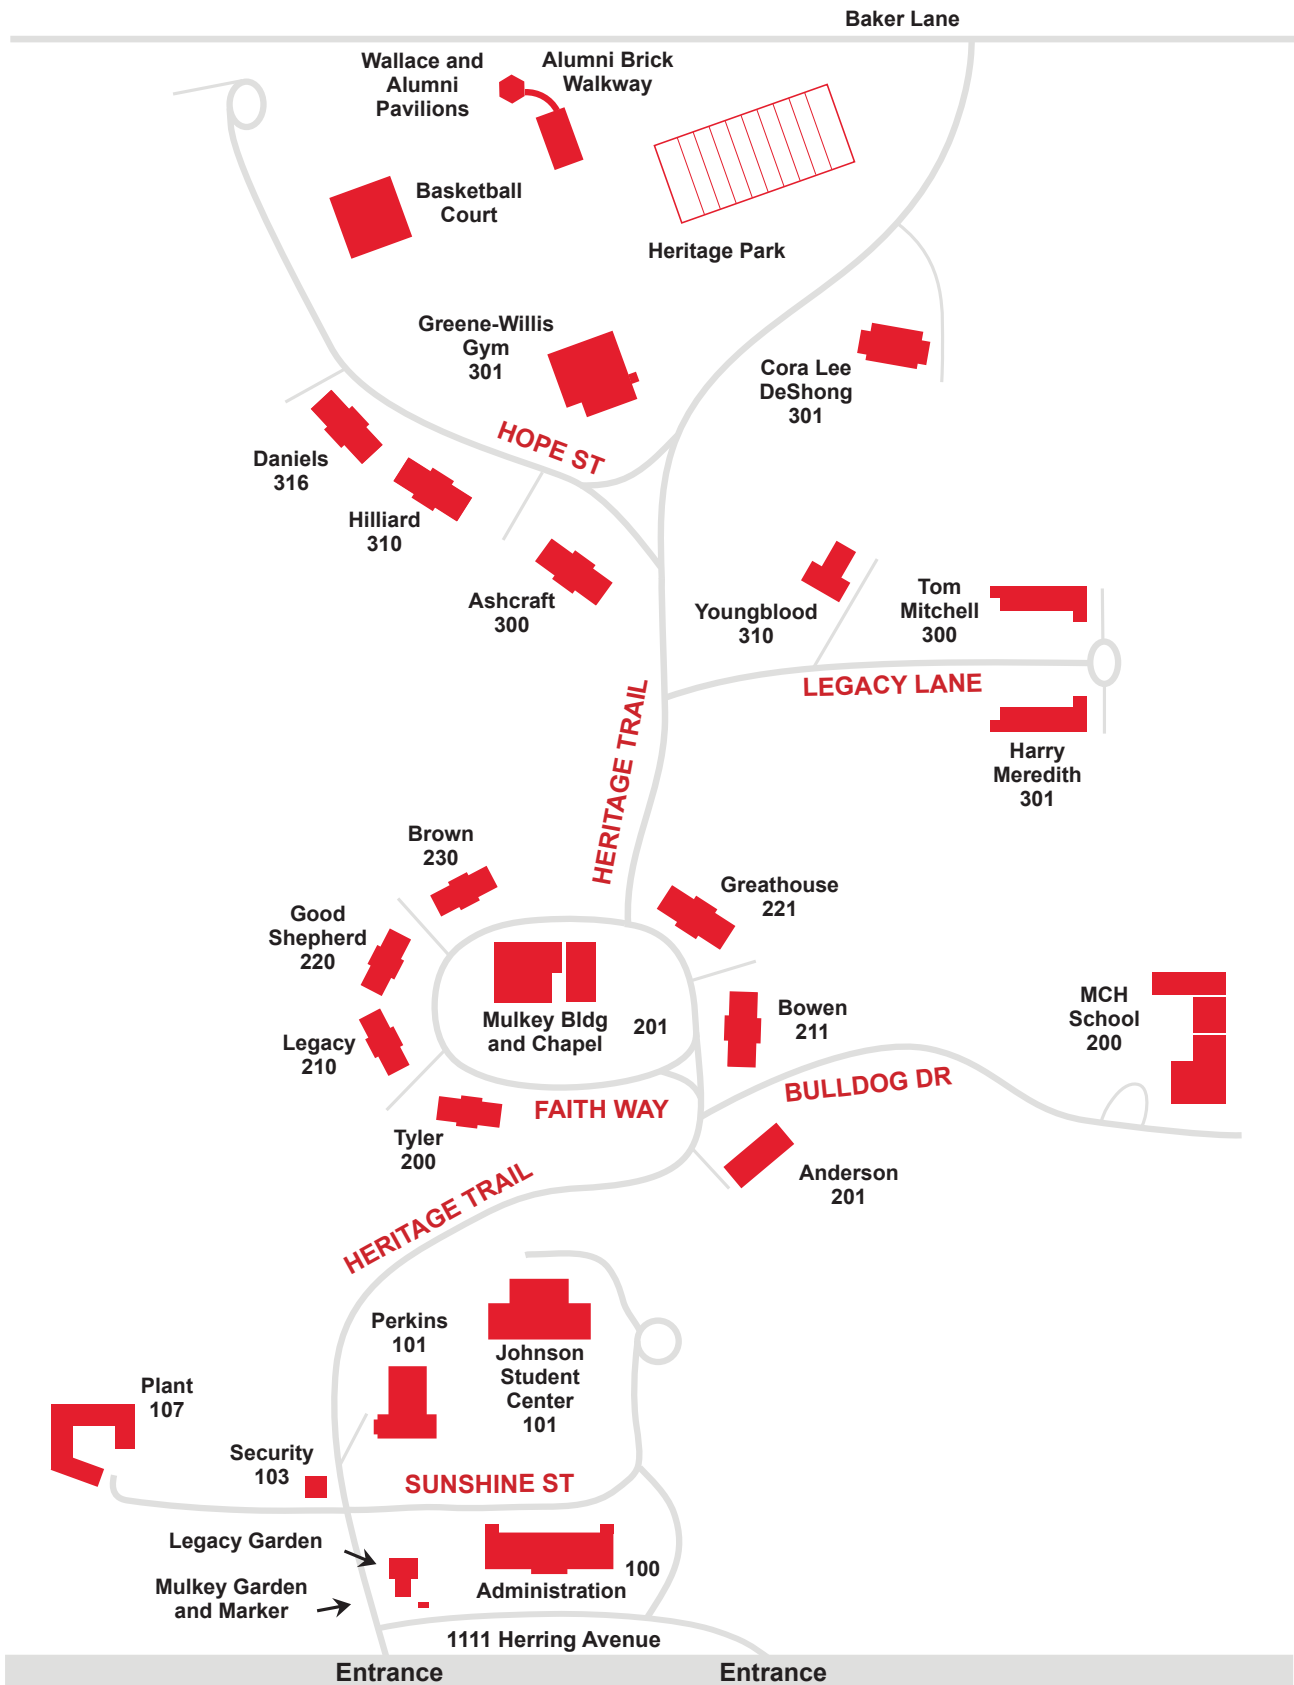 Baker Lane
Wallace and
Alumni
Pavilions
Alumni Brick
Walkway
Basketball
Court
Heritage Park
Greene-Willis
Gym
301
Cora Lee
DeShong
301
HOPE ST
Daniels
316
Hilliard
310
Ashcraft
300
Youngblood
310
Tom
Mitchell
300
LEGACY LANE
Harry
Meredith
301
HERITAGE TRAIL
Brown
230
Greathouse
221
Good
Shepherd
220
Mulkey Bldg
and Chapel
201
Bowen
211
MCH
School
200
Legacy
210
BULLDOG DR
FAITH WAY
Tyler
200
Anderson
201
HERITAGE TRAIL
Perkins
101
Johnson
Student
Center
101
Plant
107
Security
103
SUNSHINE ST
Legacy Garden
100
Administration
Mulkey Garden
and Marker
1111 Herring Avenue
Entrance
Entrance